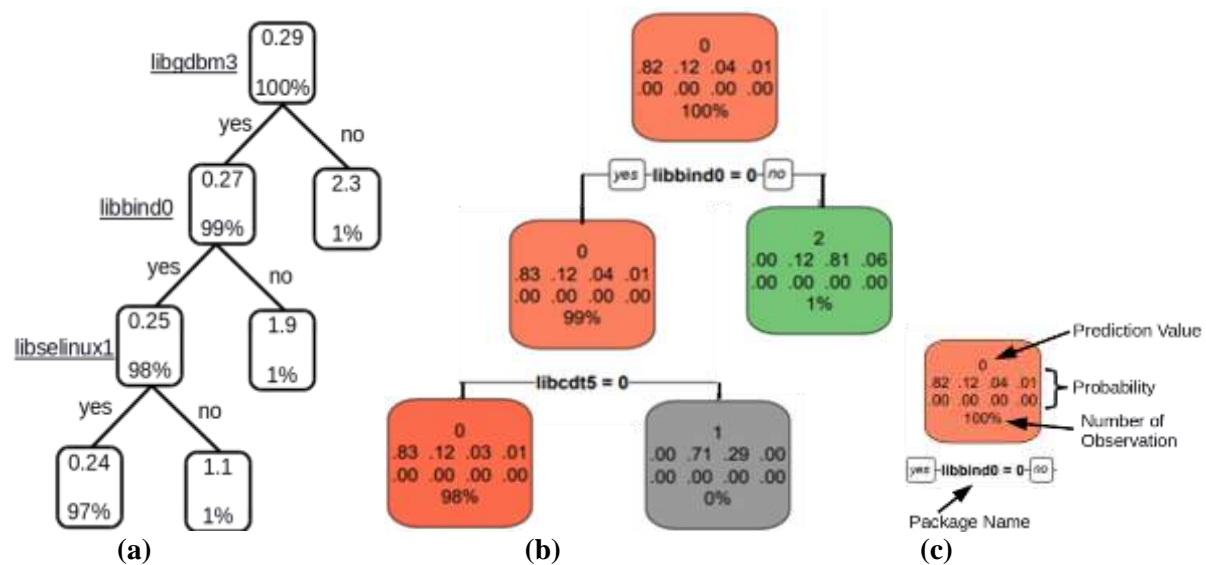 0.29
libgdbm3
100%
yes
no
0.27
libbind0
99%
2.3
1%
yes
no
0.25
libselinux1
98%
1.9
1%
yes
no
0.24
97%
1.1
1%
(a)
0
.82 .12 .04 .01
.00 .00 .00 .00
100%
yes libbind0 = 0 no
0
.83 .12 .04 .01
.00 .00 .00 .00
99%
2
.00 .12 .81 .06
.00 .00 .00 .00
1%
libcdt5 = 0
0
.83 .12 .03 .01
.00 .00 .00 .00
98%
1
.00 .71 .29 .00
.00 .00 .00 .00
0%
(b)
Prediction Value
0
.82 .12 .04 .01
.00 .00 .00 .00
100%
Probability
Number of
Observation
yes libbind0 = 0 no
Package Name
(c)